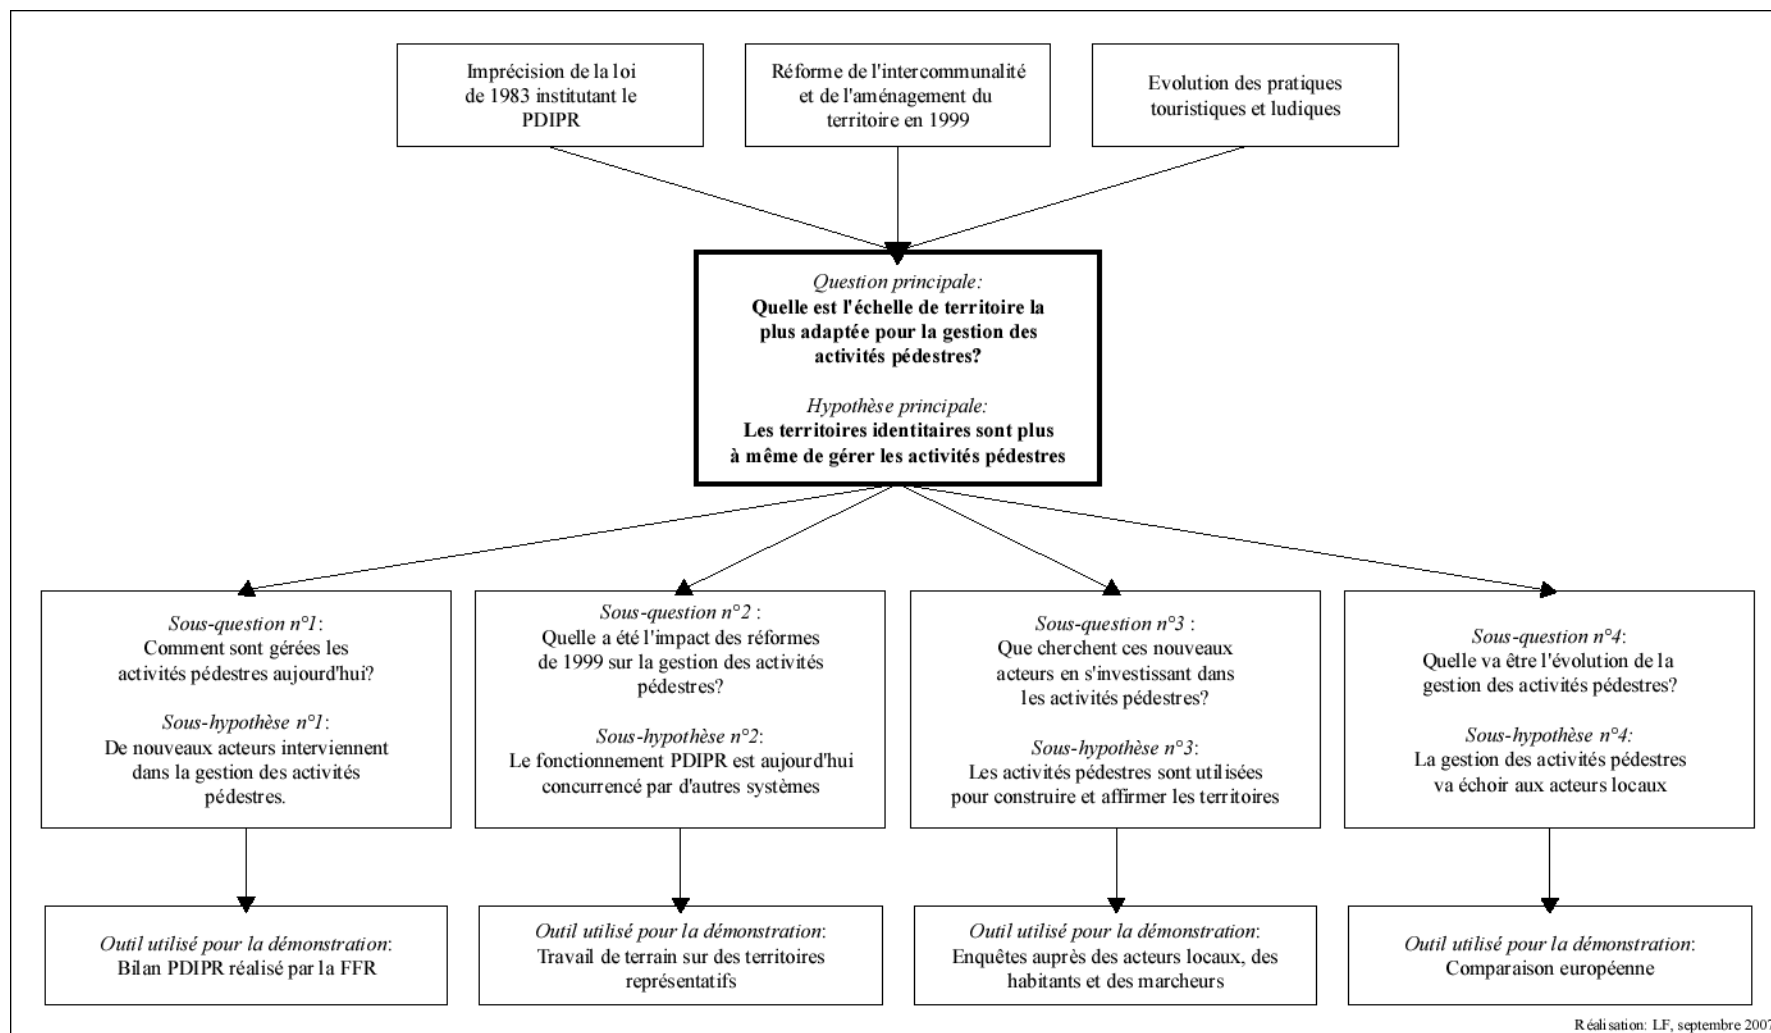 Imprécision de la loi
de 1983 institutant le
PDIPR
Réforme de l'intercommunalité
et de l'aménagement du
territoire en 1999
Evolution des pratiques
touristiques et ludiques
Question principale:
Quelle est l'échelle de territoire la
plus adaptée pour la gestion des
activités pédestres?
Hypothèse principale:
Les territoires identitaires sont plus
à même de gérer les activités pédestres
Sous-question n°1:
Comment sont gérées les
activités pédestres aujourd'hui?
Sous-hypothèse n°1:
De nouveaux acteurs interviennent
dans la gestion des activités
pédestres.
Sous-question n°2 :
Quelle a été l'impact des réformes
de 1999 sur la gestion des activités
pédestres?
Sous-hypothèse n°2:
Le fonctionnement PDIPR est aujourd'hui
concurrencé par d'autres systèmes
Sous-question n°3 :
Que cherchent ces nouveaux
acteurs en s'investissant dans
les activités pédestres?
Sous-hypothèse n°3:
Les activités pédestres sont utilisées
pour construire et affirmer les territoires
Sous-question n°4:
Quelle va être l'évolution de la
gestion des activités pédestres?
Sous-hypothèse n°4:
La gestion des activités pédestres
va échoir aux acteurs locaux
Outil utilisé pour la démonstration:
Bilan PDIPR réalisé par la FFR
Outil utilisé pour la démonstration:
Travail de terrain sur des territoires
représentatifs
Outil utilisé pour la démonstration:
Enquêtes auprès des acteurs locaux, des
habitants et des marcheurs
Outil utilisé pour la démonstration:
Comparaison européenne
Réalisation: LF, septembre 2007